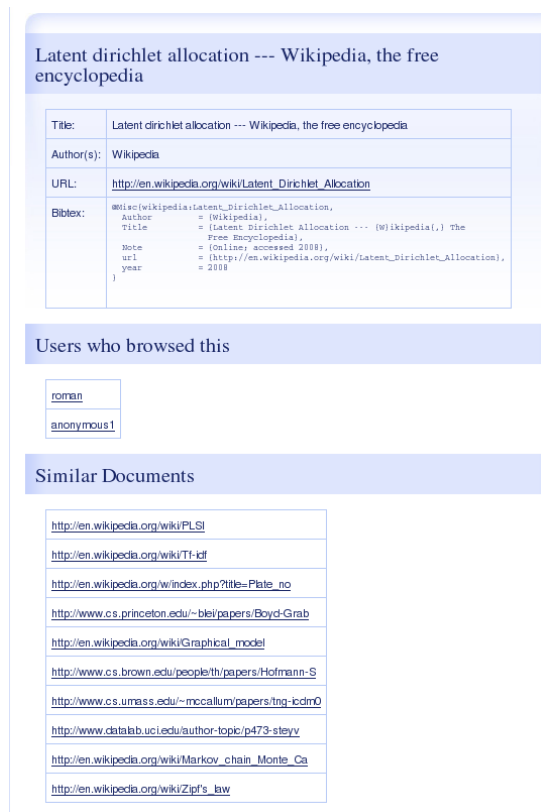 Latent dirichlet allocation --- Wikipedia, the free
encyclopedia
Title: Latent dirichlet allocation --- Wikipedia, the free encyclopedia
Author(s): Wikipedia
URL: http://en.wikipedia.org/wiki/Latent_Dirichlet_Allocation
Bibtex: @Misc{wikipedia:Latent_Dirichlet_Allocation,
Author = {Wikipedia},
Title = {Latent Dirichlet Allocation --- {W}ikipedia{,} The
Free Encyclopedia},
Note = {Online; accessed 2008},
url = {http://en.wikipedia.org/wiki/Latent_Dirichlet_Allocation},
year = 2008
}
Users who browsed this
roman
anonymous1
Similar Documents
http://en.wikipedia.org/wiki/PLSI
http://en.wikipedia.org/wiki/Tf-idf
http://en.wikipedia.org/w/index.php?title=Plate_no
http://www.cs.princeton.edu/~blei/papers/Boyd-Grab
http://en.wikipedia.org/wiki/Graphical_model
http://www.cs.brown.edu/people/th/papers/Hofmann-S
http://www.cs.umass.edu/~mccallum/papers/tng-icdm0
http://www.datalab.uci.edu/author-topic/p473-steyv
http://en.wikipedia.org/wiki/Markov_chain_Monte_Ca
http://en.wikipedia.org/wiki/Zipf's_law